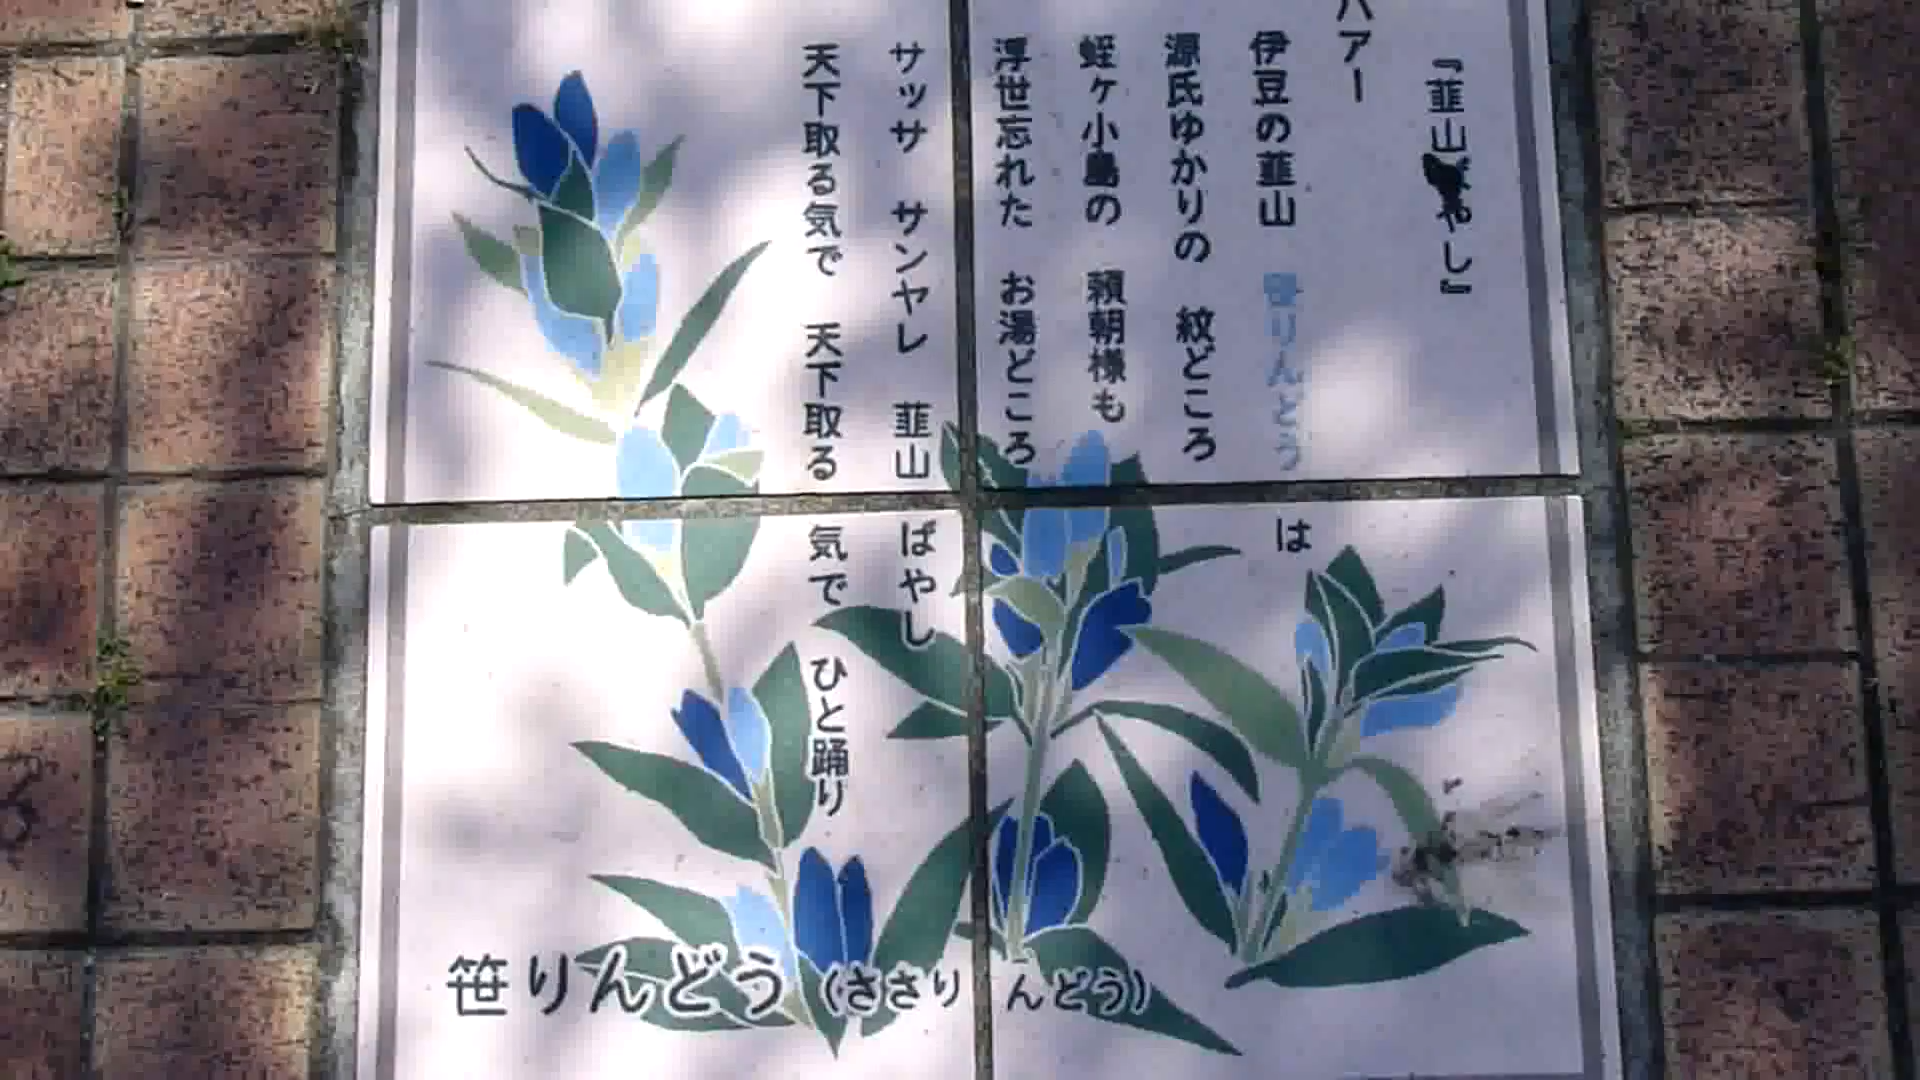 『韮山ばやし』
ハアー
伊豆の韮山 笹りんどうは
源氏ゆかりの 紋どころ
蛭ヶ小島の 頼朝様も
浮世忘れた お湯どころ
サッサ サンヤレ 韮山ばやし
天下取る気で 天下取る気で ひと踊り
笹りんどう(ささりんどう)